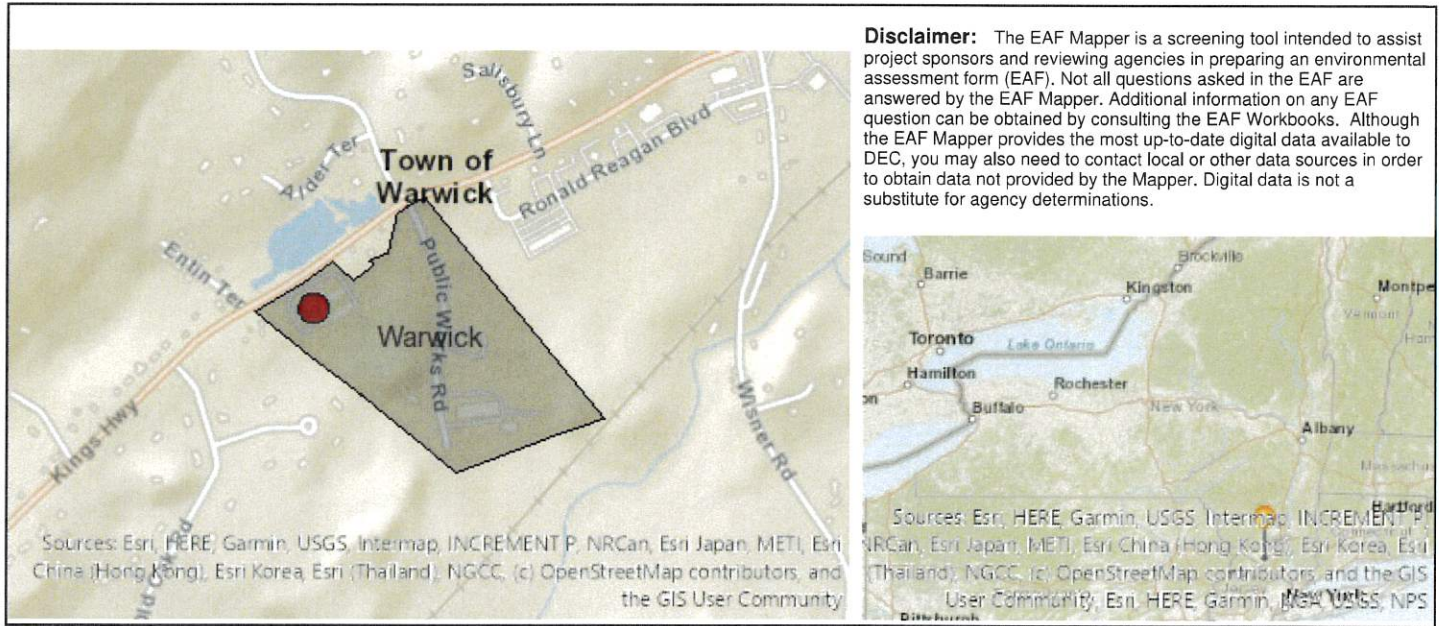 Disclaimer: The EAF Mapper is a screening tool intended to assist
project sponsors and reviewing agencies in preparing an environmental
assessment form (EAF). Not all questions asked in the EAF are
answered by the EAF Mapper. Additional information on any EAF
question can be obtained by consulting the EAF Workbooks. Although
the EAF Mapper provides the most up-to-date digital data available to
DEC, you may also need to contact local or other data sources in order
to obtain data not provided by the Mapper. Digital data is not a
substitute for agency determinations.
Salisbury Ln
Ronald Reagan Blvd
Alder Ter
Town of
Warwick
Entin Ter
Public Works Rd
Warwick
Kings Hwy
Wisner Rd
Rd
Sources: Esri, HERE, Garmin, USGS, Intermap, INCREMENT P, NRCan, Esri Japan, METI, Esri
China (Hong Kong), Esri Korea, Esri (Thailand), NGCC, (c) OpenStreetMap contributors, and
the GIS User Community
Sound
Barrie
Brockville
Kingston
Montpe
Vermont
Toronto
Lake Ontario
Hamilton
Rochester
Buffalo
New York
Albany
Massachus
Hartford
Sources: Esri, HERE, Garmin, USGS, Intermap, INCREMENT P,
NRCan, Esri Japan, METI, Esri China (Hong Kong), Esri Korea, Esri
(Thailand), NGCC, (c) OpenStreetMap contributors, and the GIS
User Community, Esri, HERE, Garmin, NGA, USGS, NPS
New York
Pittsburgh